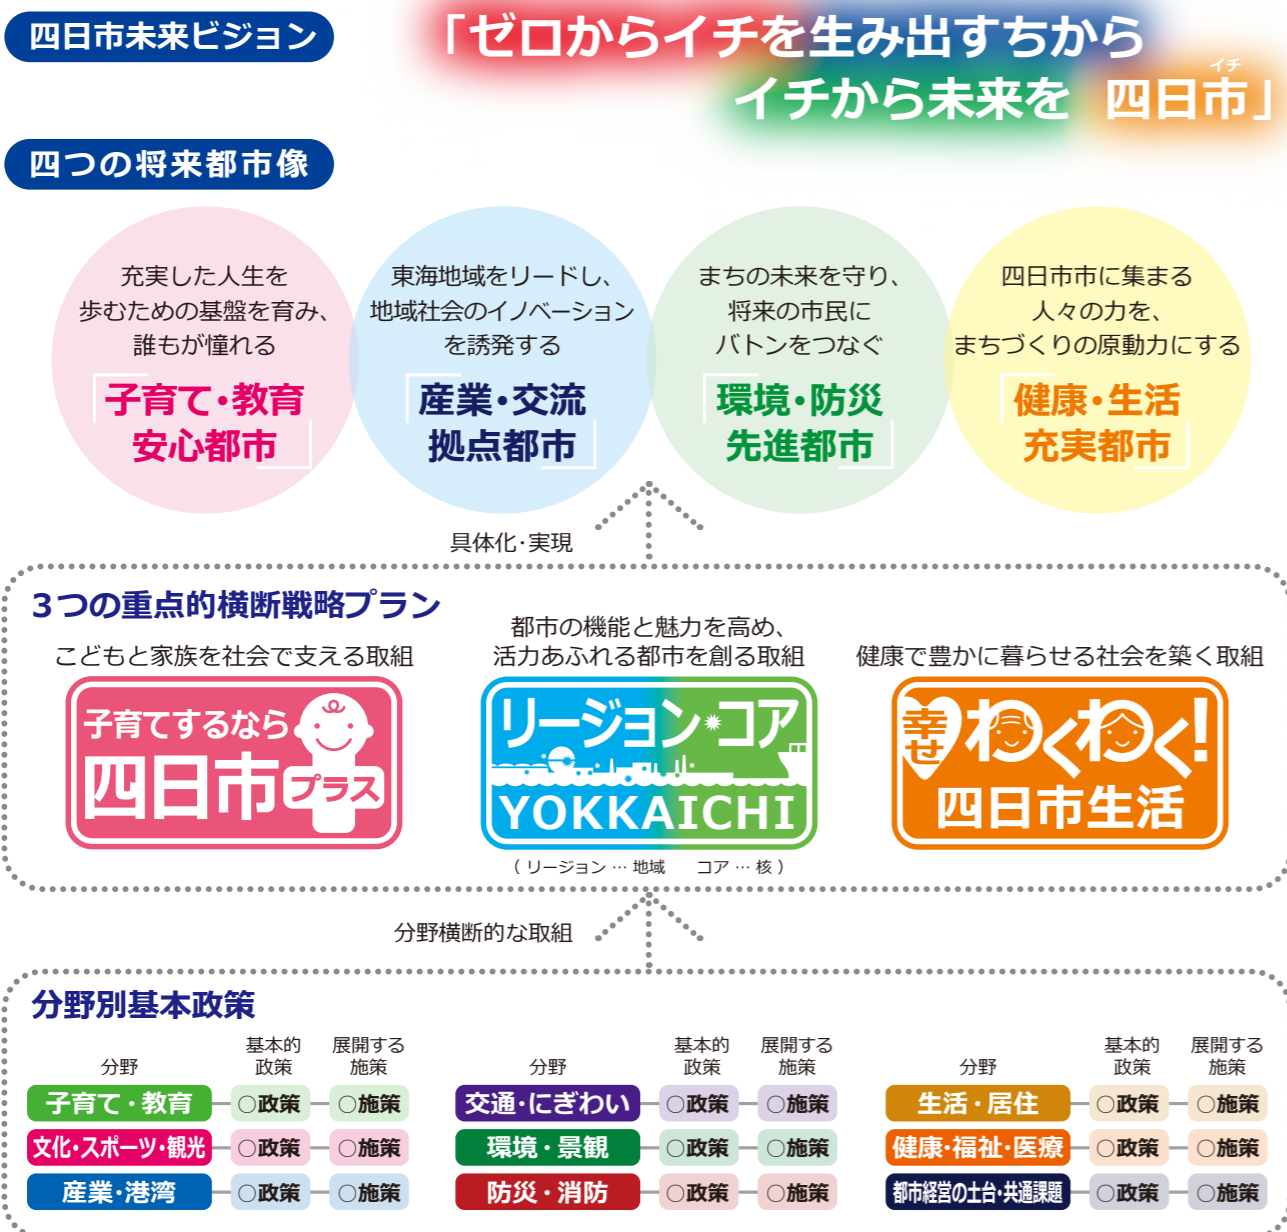 四日市未来ビジョン
「ゼロからイチを生み出すちから
イチ
イチから未来を 四日市」
四つの将来都市像
充実した人生を
歩むための基盤を育み、
誰もが憧れる
「子育て・教育
安心都市」
東海地域をリードし、
地域社会のイノベーション
を誘発する
「産業・交流
拠点都市」
まちの未来を守り、
将来の市民に
バトンをつなぐ
「環境・防災
先進都市」
四日市市に集まる
人々の力を、
まちづくりの原動力にする
「健康・生活
充実都市」
具体化・実現
3つの重点的横断戦略プラン
こどもと家族を社会で支える取組
子育てするなら
四日市プラス
都市の機能と魅力を高め、
活力あふれる都市を創る取組
リージョン・コア
YOKKAICHI
( リージョン … 地域 コア … 核 )
健康で豊かに暮らせる社会を築く取組
幸せ わくわく!
四日市生活
分野横断的な取組
分野別基本政策
分野 基本的政策 展開する施策
子育て・教育 ○政策 ○施策
文化・スポーツ・観光 ○政策 ○施策
産業・港湾 ○政策 ○施策
分野 基本的政策 展開する施策
交通・にぎわい ○政策 ○施策
環境・景観 ○政策 ○施策
防災・消防 ○政策 ○施策
分野 基本的政策 展開する施策
生活・居住 ○政策 ○施策
健康・福祉・医療 ○政策 ○施策
都市経営の土台・共通課題 ○政策 ○施策